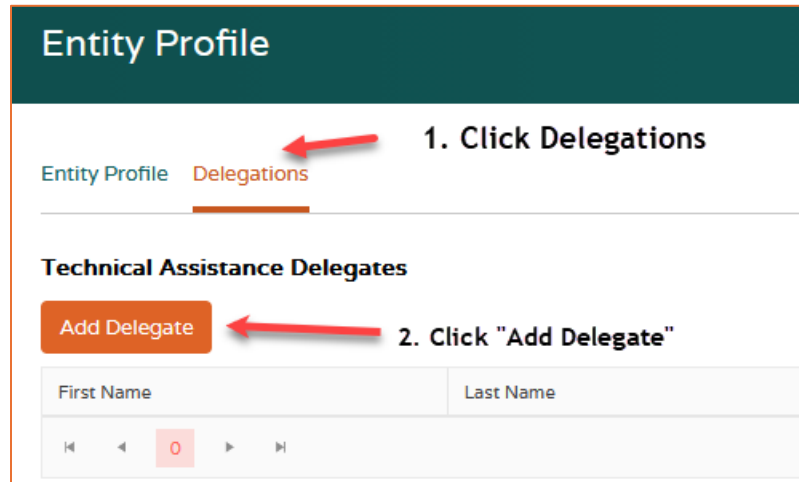 Entity Profile
1. Click Delegations
Entity Profile Delegations
Technical Assistance Delegates
Add Delegate
2. Click "Add Delegate"
First Name Last Name
0